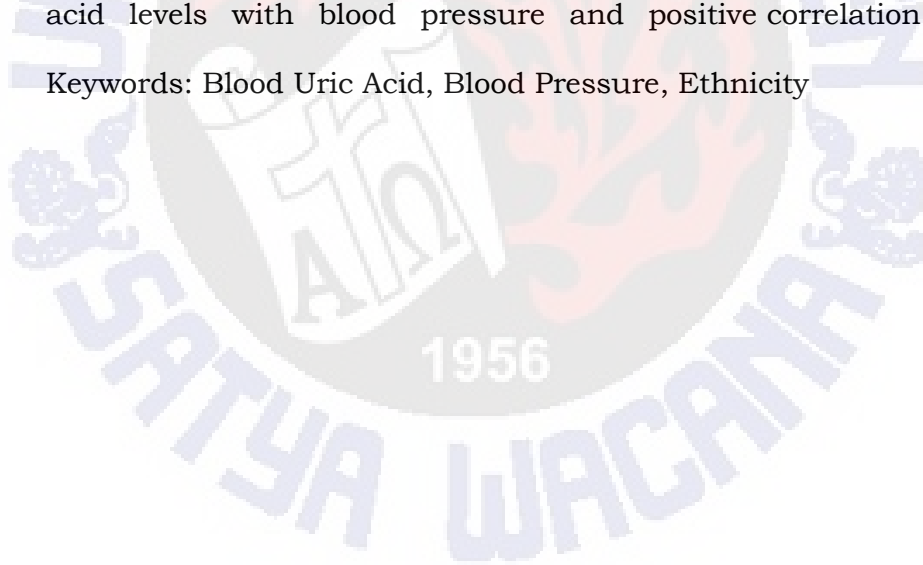 acid levels with blood pressure and positive correlation
Keywords: Blood Uric Acid, Blood Pressure, Ethnicity
Α Ω
1956
SATYA WACANA